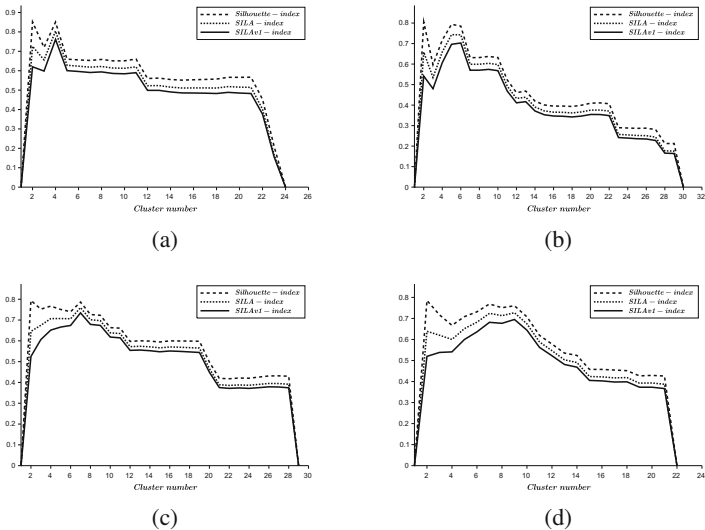 0.9
0.8
0.7
0.6
0.5
0.4
0.3
0.2
0.1
0
2 4 6 8 10 12 14 16 18 20 22 24 26
Cluster number
Silhouette – index
SILA – index
SILAv1 – index
(a)
0.8
0.7
0.6
0.5
0.4
0.3
0.2
0.1
0
2 4 6 8 10 12 14 16 18 20 22 24 26 28 30 32
Cluster number
Silhouette – index
SILA – index
SILAv1 – index
(b)
0.8
0.7
0.6
0.5
0.4
0.3
0.2
0.1
0
2 4 6 8 10 12 14 16 18 20 22 24 26 28 30
Cluster number
Silhouette – index
SILA – index
SILAv1 – index
(c)
0.8
0.7
0.6
0.5
0.4
0.3
0.2
0.1
0
2 4 6 8 10 12 14 16 18 20 22 24
Cluster number
Silhouette – index
SILA – index
SILAv1 – index
(d)